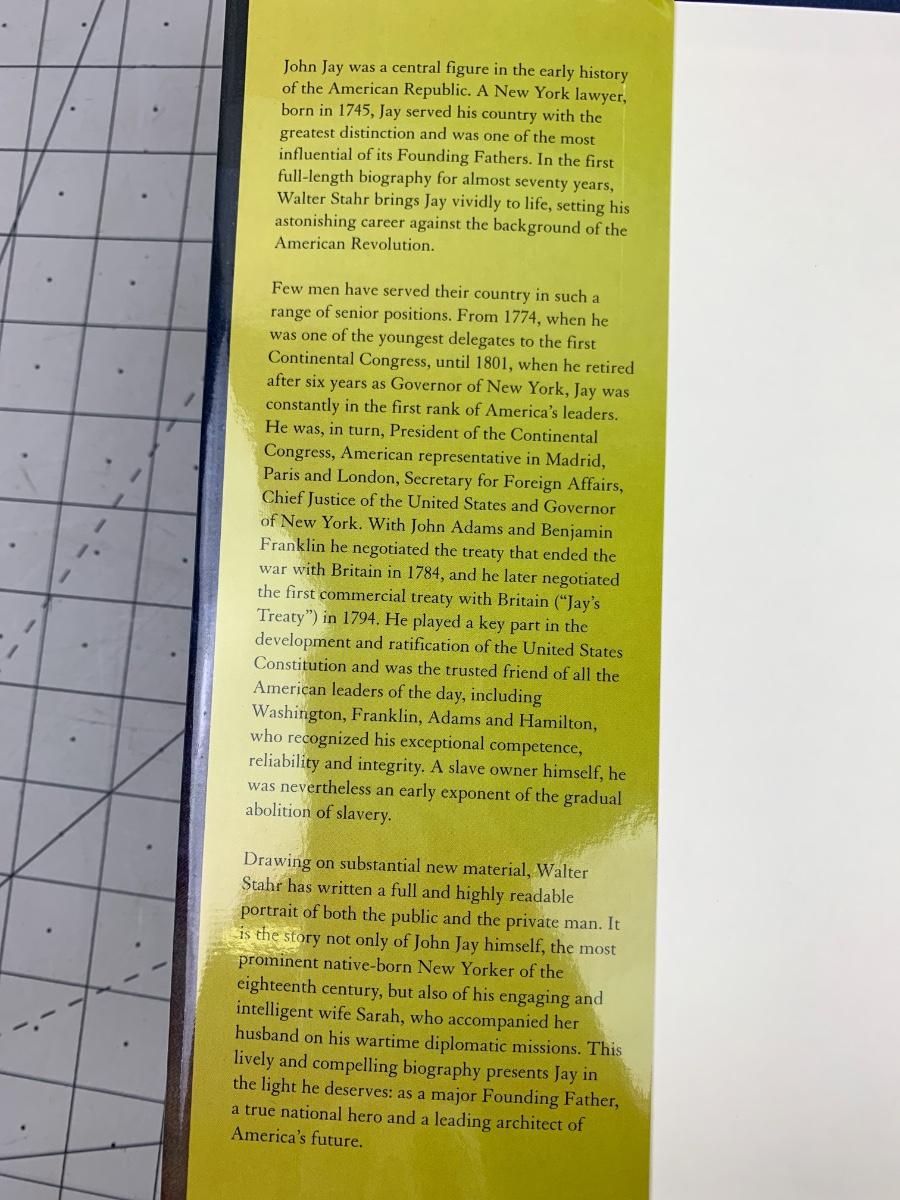 John Jay was a central figure in the early history
of the American Republic. A New York lawyer,
born in 1745, Jay served his country with the
greatest distinction and was one of the most
influential of its Founding Fathers. In the first
full-length biography for almost seventy years,
Walter Stahr brings Jay vividly to life, setting his
astonishing career against the background of the
American Revolution.
Few men have served their country in such a
range of senior positions. From 1774, when he
was one of the youngest delegates to the first
Continental Congress, until 1801, when he retired
after six years as Governor of New York, Jay was
constantly in the first rank of America's leaders.
He was, in turn, President of the Continental
Congress, American representative in Madrid,
Paris and London, Secretary for Foreign Affairs,
Chief Justice of the United States and Governor
of New York. With John Adams and Benjamin
Franklin he negotiated the treaty that ended the
war with Britain in 1784, and he later negotiated
the first commercial treaty with Britain (“Jay's
Treaty”) in 1794. He played a key part in the
development and ratification of the United States
Constitution and was the trusted friend of all the
American leaders of the day, including
Washington, Franklin, Adams and Hamilton,
who recognized his exceptional competence,
reliability and integrity. A slave owner himself, he
was nevertheless an early exponent of the gradual
abolition of slavery.
Drawing on substantial new material, Walter
Stahr has written a full and highly readable
portrait of both the public and the private man. It
is the story not only of John Jay himself, the most
prominent native-born New Yorker of the
eighteenth century, but also of his engaging and
intelligent wife Sarah, who accompanied her
husband on his wartime diplomatic missions. This
lively and compelling biography presents Jay in
the light he deserves: as a major Founding Father,
a true national hero and a leading architect of
America's future.